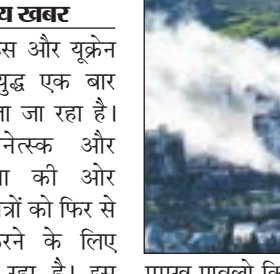 य खबर
स और यूक्रेन
युद्ध एक बार
ता जा रहा है।
नेत्स्क और
की ओर
त्रों को फिर से
रने के लिए
रहा है। इस